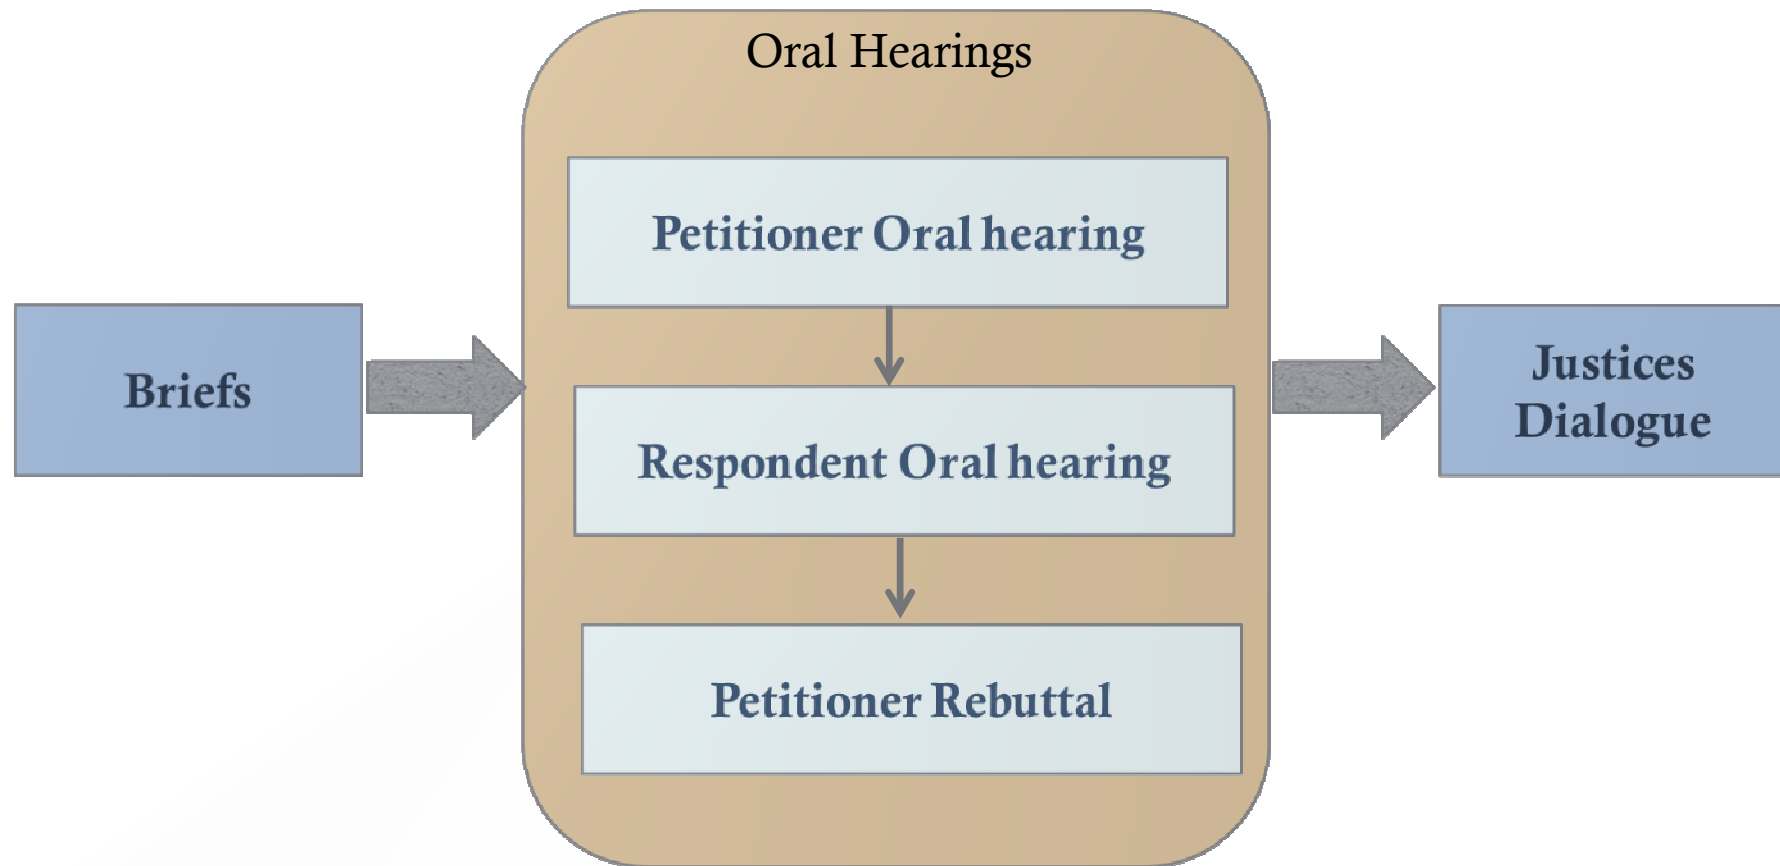 Oral Hearings
Petitioner Oral hearing
Briefs
Respondent Oral hearing
Petitioner Rebuttal
Justices
Dialogue